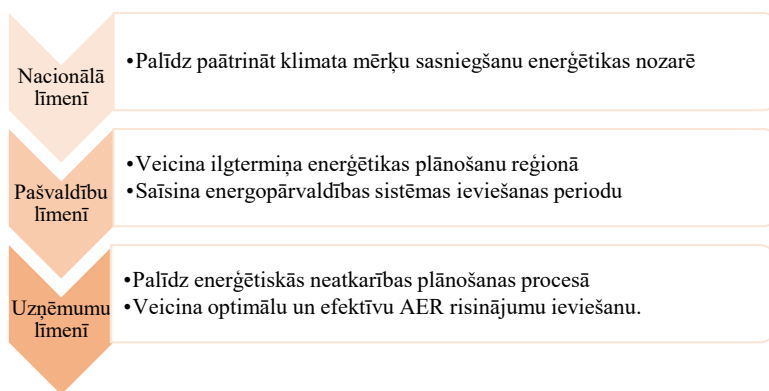 Nacionālā
līmenī
•Palīdz paātrināt klimata mērķu sasniegšanu enerģētikas nozarē
Pašvaldību
līmenī
•Veicina ilgtermiņa enerģētikas plānošanu reģionā
•Saīsina energopārvaldības sistēmas ieviešanas periodu
Uzņēmumu
līmenī
•Palīdz enerģētiskās neatkarības plānošanas procesā
•Veicina optimālu un efektīvu AER risinājumu ieviešanu.